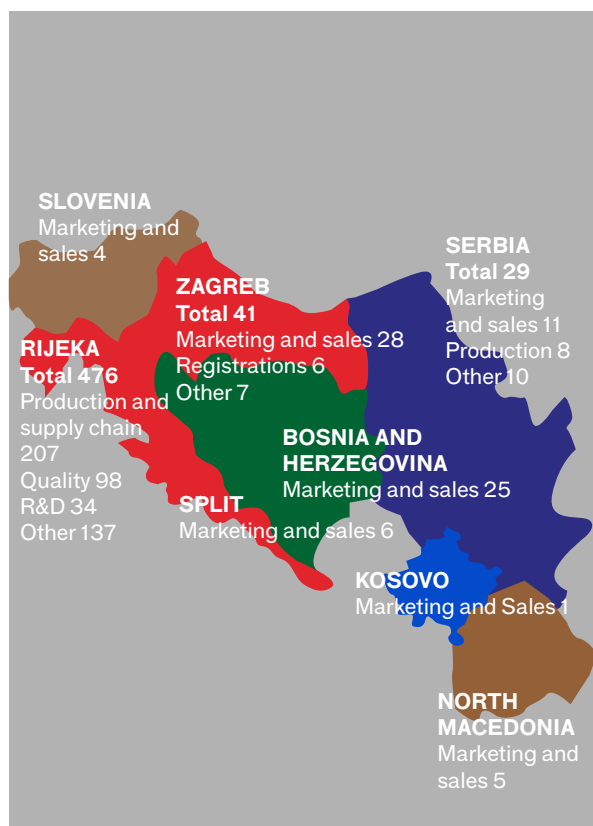 SLOVENIA
Marketing and
sales 4
SERBIA
Total 29
Marketing
and sales 11
Production 8
Other 10
ZAGREB
Total 41
Marketing and sales 28
Registrations 6
Other 7
RIJEKA
Total 476
Production and
supply chain
207
Quality 98
R&D 34
Other 137
BOSNIA AND
HERZEGOVINA
Marketing and sales 25
SPLIT
Marketing and sales 6
KOSOVO
Marketing and Sales 1
NORTH
MACEDONIA
Marketing and
sales 5